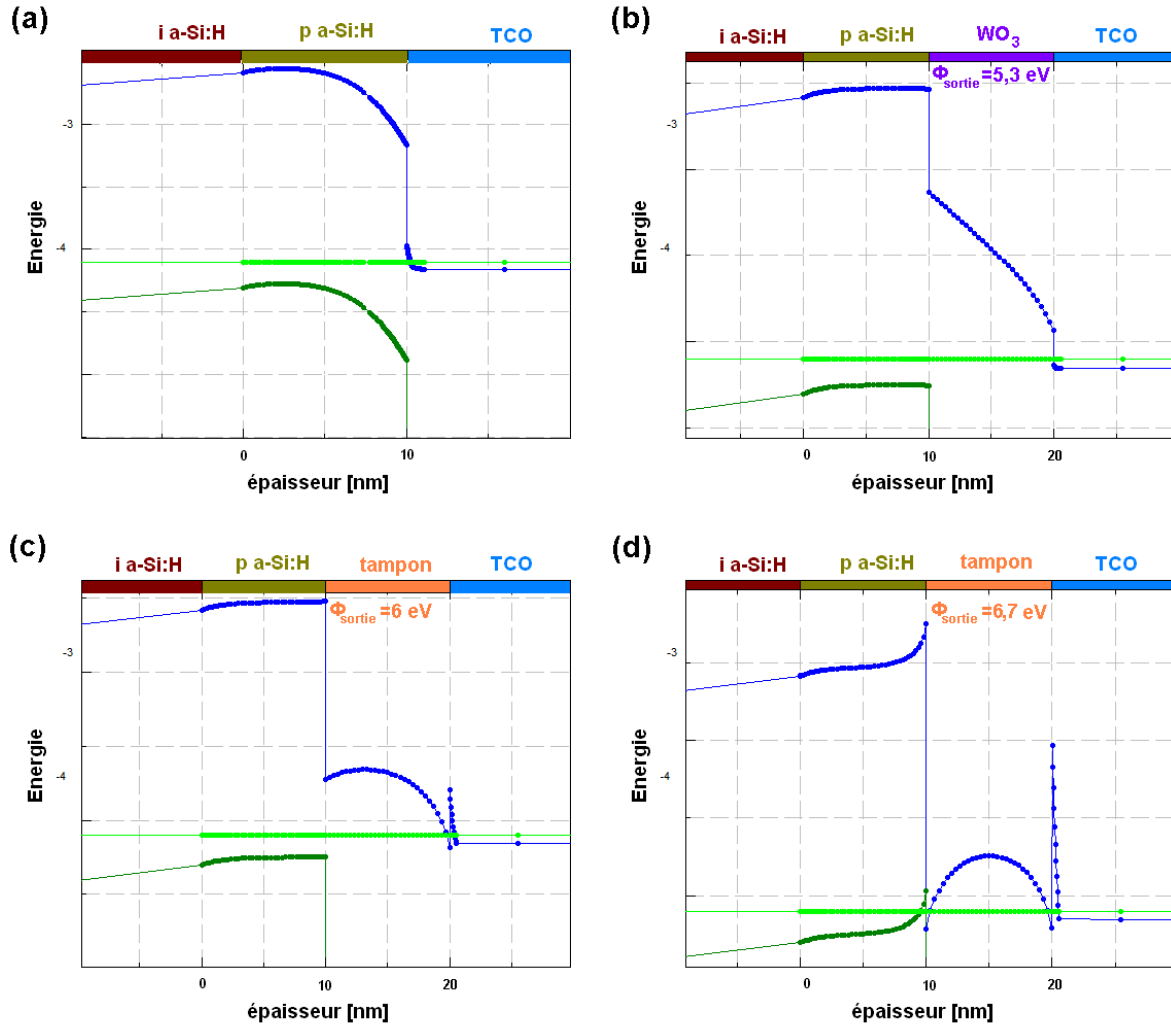 (a)
i a-Si:H p a-Si:H TCO
-3
-4
Energie
0 10
épaisseur [nm]
(b)
i a-Si:H p a-Si:H WO₃ TCO
Φsortie =5,3 eV
-3
-4
Energie
0 10 20
épaisseur [nm]
(c)
i a-Si:H p a-Si:H tampon TCO
Φsortie =6 eV
-3
-4
Energie
0 10 20
épaisseur [nm]
(d)
i a-Si:H p a-Si:H tampon TCO
Φsortie =6,7 eV
-3
-4
Energie
0 10 20
épaisseur [nm]